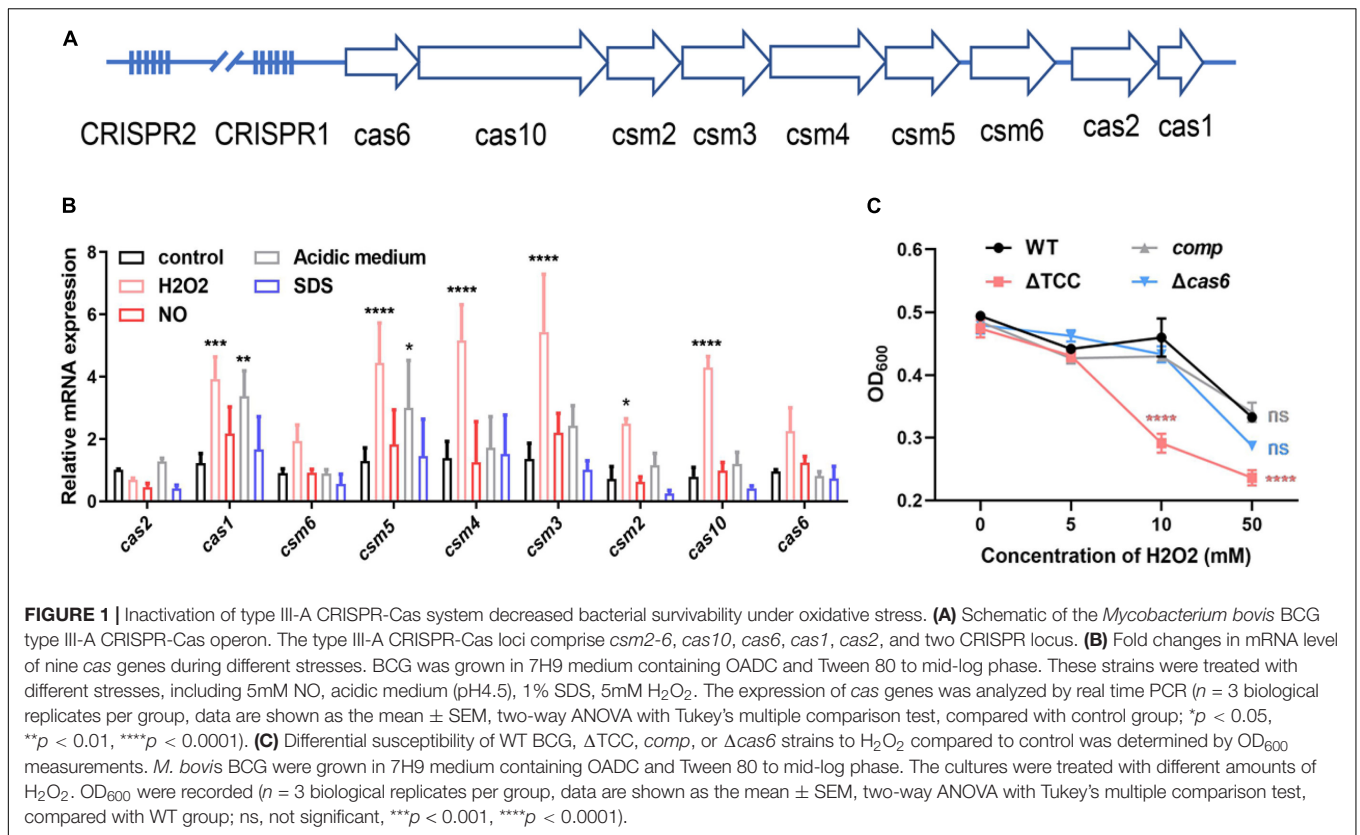 A
CRISPR2 CRISPR1 cas6 cas10 csm2 csm3 csm4 csm5 csm6 cas2 cas1
B
Relative mRNA expression
8
6
4
2
0
control
H2O2
NO
Acidic medium
SDS
*** ** **** * **** **** * ****
cas2 cas1 csm6 csm5 csm4 csm3 csm2 cas10 cas6
C
OD600
0.6
0.5
0.4
0.3
0.2
WT
ΔTCC
comp
Δcas6
****
ns
ns
****
0 5 10 50
Concentration of H2O2 (mM)
FIGURE 1 | Inactivation of type III-A CRISPR-Cas system decreased bacterial survivability under oxidative stress. (A) Schematic of the Mycobacterium bovis BCG
type III-A CRISPR-Cas operon. The type III-A CRISPR-Cas loci comprise csm2-6, cas10, cas6, cas1, cas2, and two CRISPR locus. (B) Fold changes in mRNA level
of nine cas genes during different stresses. BCG was grown in 7H9 medium containing OADC and Tween 80 to mid-log phase. These strains were treated with
different stresses, including 5mM NO, acidic medium (pH4.5), 1% SDS, 5mM H2O2. The expression of cas genes was analyzed by real time PCR (n = 3 biological
replicates per group, data are shown as the mean ± SEM, two-way ANOVA with Tukey's multiple comparison test, compared with control group; *p < 0.05,
**p < 0.01, ****p < 0.0001). (C) Differential susceptibility of WT BCG, ΔTCC, comp, or Δcas6 strains to H2O2 compared to control was determined by OD600
measurements. M. bovis BCG were grown in 7H9 medium containing OADC and Tween 80 to mid-log phase. The cultures were treated with different amounts of
H2O2. OD600 were recorded (n = 3 biological replicates per group, data are shown as the mean ± SEM, two-way ANOVA with Tukey's multiple comparison test,
compared with WT group; ns, not significant, ***p < 0.001, ****p < 0.0001).